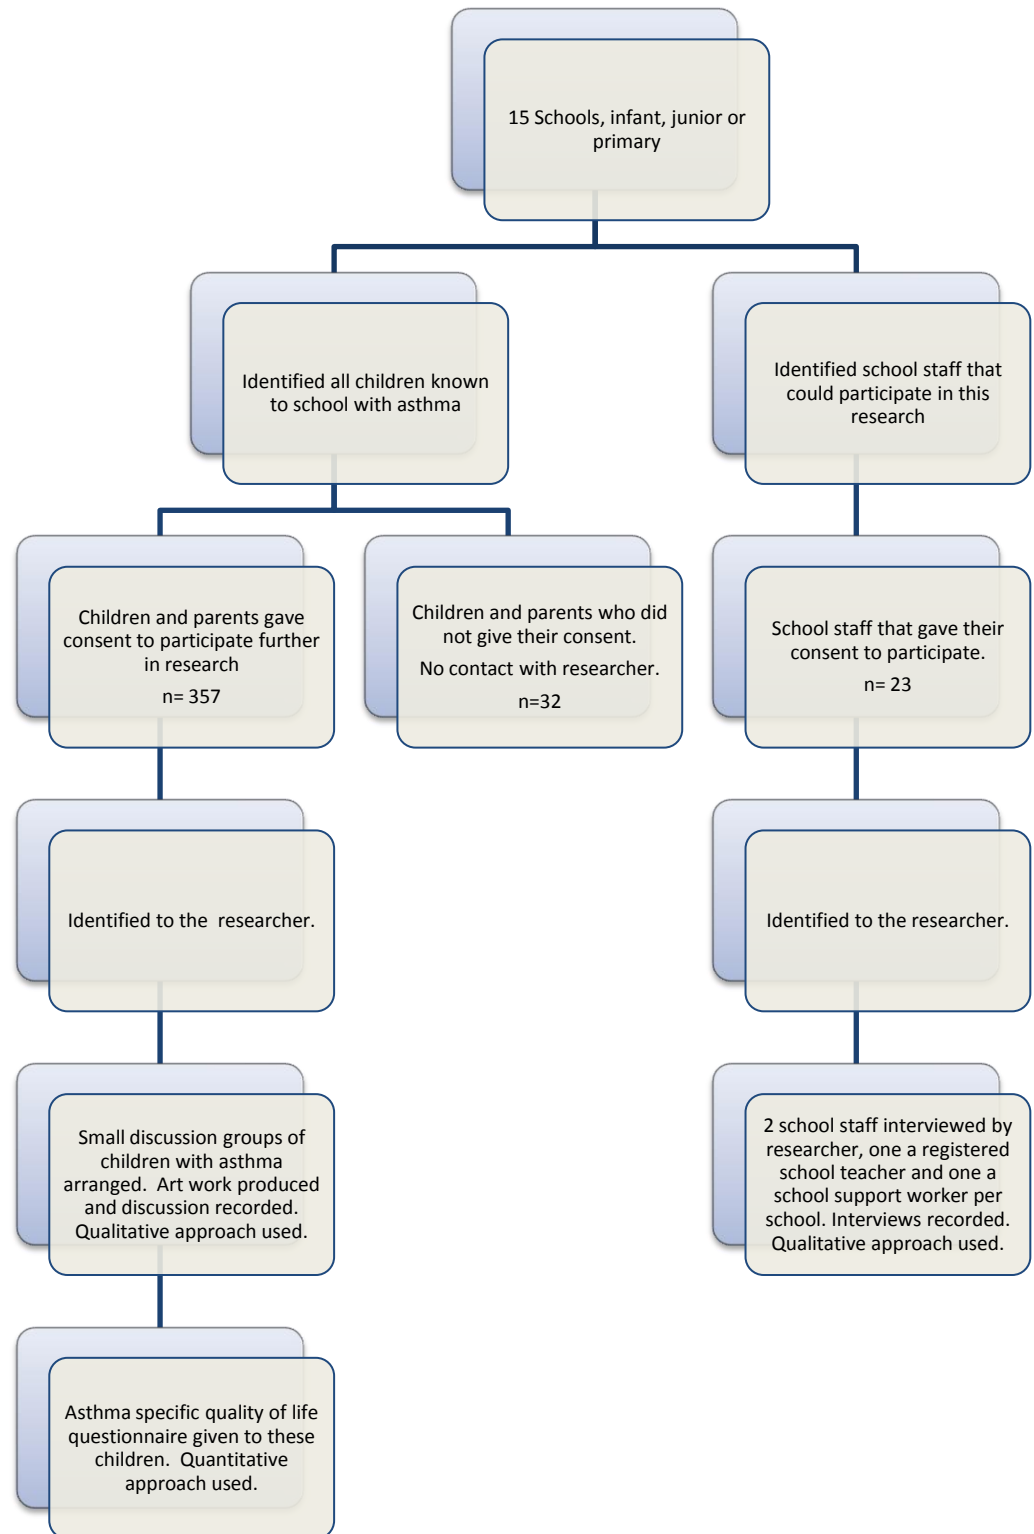 15 Schools, infant, junior or
primary
Identified all children known
to school with asthma
Identified school staff that
could participate in this
research
Children and parents gave
consent to participate further
in research
n= 357
Children and parents who did
not give their consent.
No contact with researcher.
n=32
School staff that gave their
consent to participate.
n= 23
Identified to the  researcher.
Identified to the researcher.
Small discussion groups of
children with asthma
arranged.  Art work produced
and discussion recorded.
Qualitative approach used.
2 school staff interviewed by
researcher, one a registered
school teacher and one a
school support worker per
school. Interviews recorded.
Qualitative approach used.
Asthma specific quality of life
questionnaire given to these
children.  Quantitative
approach used.